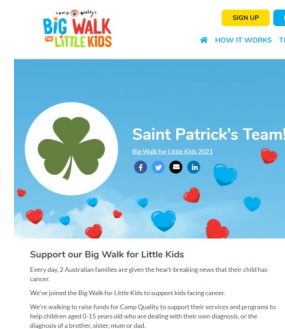 camp quality's
BIG WALK
FOR LITTLE KIDS
SIGN UP
HOW IT WORKS
Saint Patrick's Team!
Big Walk for Little Kids 2021
Support our Big Walk for Little Kids
Every day, 2 Australian families are given the heart-breaking news that their child has
cancer.
We've joined the Big Walk for Little Kids to support kids facing cancer.
We're walking to raise funds for Camp Quality to support their services and programs to
help children aged 0-15 years old who are dealing with their own diagnosis, or the
diagnosis of a brother, sister, mum or dad.